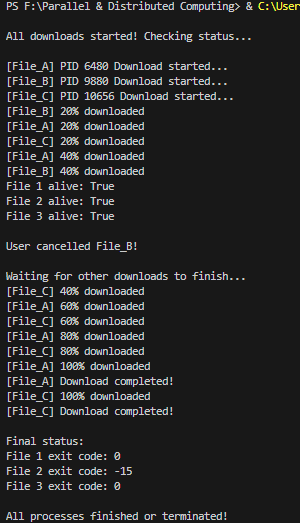 PS F:\Parallel & Distributed Computing> & C:\User
All downloads started! Checking status...
[File_A] PID 6480 Download started...
[File_B] PID 9880 Download started...
[File_C] PID 10656 Download started...
[File_B] 20% downloaded
[File_A] 20% downloaded
[File_C] 20% downloaded
[File_A] 40% downloaded
[File_B] 40% downloaded
File 1 alive: True
File 2 alive: True
File 3 alive: True
User cancelled File_B!
Waiting for other downloads to finish...
[File_C] 40% downloaded
[File_A] 60% downloaded
[File_C] 60% downloaded
[File_A] 80% downloaded
[File_C] 80% downloaded
[File_A] 100% downloaded
[File_A] Download completed!
[File_C] 100% downloaded
[File_C] Download completed!
Final status:
File 1 exit code: 0
File 2 exit code: -15
File 3 exit code: 0
All processes finished or terminated!